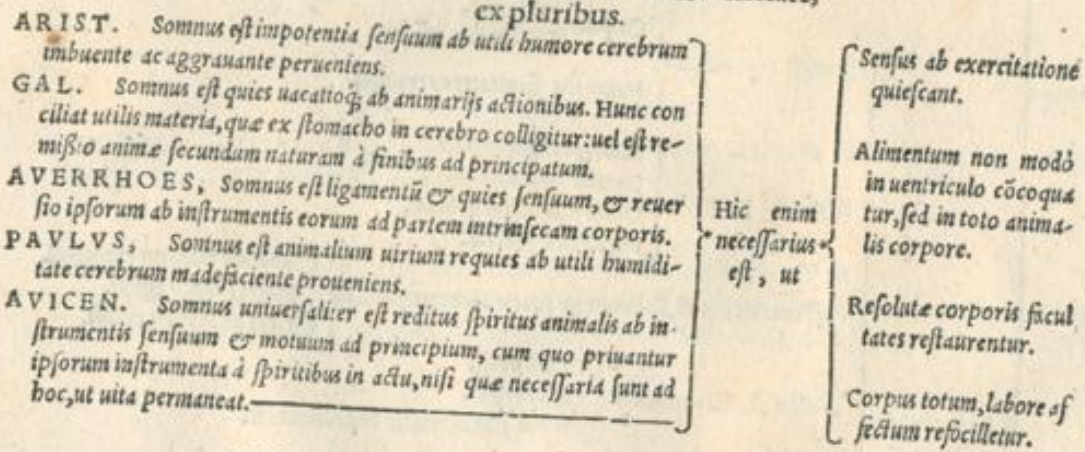 ex pluribus.
ARIST. Somnus eſt impotentia ſenſuum ab utili humore cerebrum
imbuente ac aggrauante perueniens.
GAL. Somnus eſt quies uacatioq; ab animarijs actionibus. Hunc con
ciliat utilis materia, quæ ex ſtomacho in cerebro colligitur: uel eſt re-
miſsio animæ ſecundum naturam à finibus ad principatum.
AVERRHOES, Somnus eſt ligamentū & quies ſenſuum, & reuer
ſio ipſorum ab inſtrumentis eorum ad partem intrinſecam corporis.
PAVLVS, Somnus eſt animalium uirium requies ab utili humidi-
tate cerebrum madefaciente proueniens.
AVICEN. Somnus uniuerſaliter eſt reditus ſpiritus animalis ab in-
ſtrumentis ſenſuum & motuum ad principium, cum quo priuantur
ipſorum inſtrumenta à ſpiritibus in actu, niſi quæ neceſſaria ſunt ad
hoc, ut uita permaneat.
Hic enim
neceſſarius
eſt, ut
Senſus ab exercitatione
quieſcant.
Alimentum non modò
in uentriculo cōcoqua
tur, ſed in toto anima-
lis corpore.
Reſolutæ corporis facul
tates reſtaurentur.
Corpus totum, labore af
fectum refocilletur.